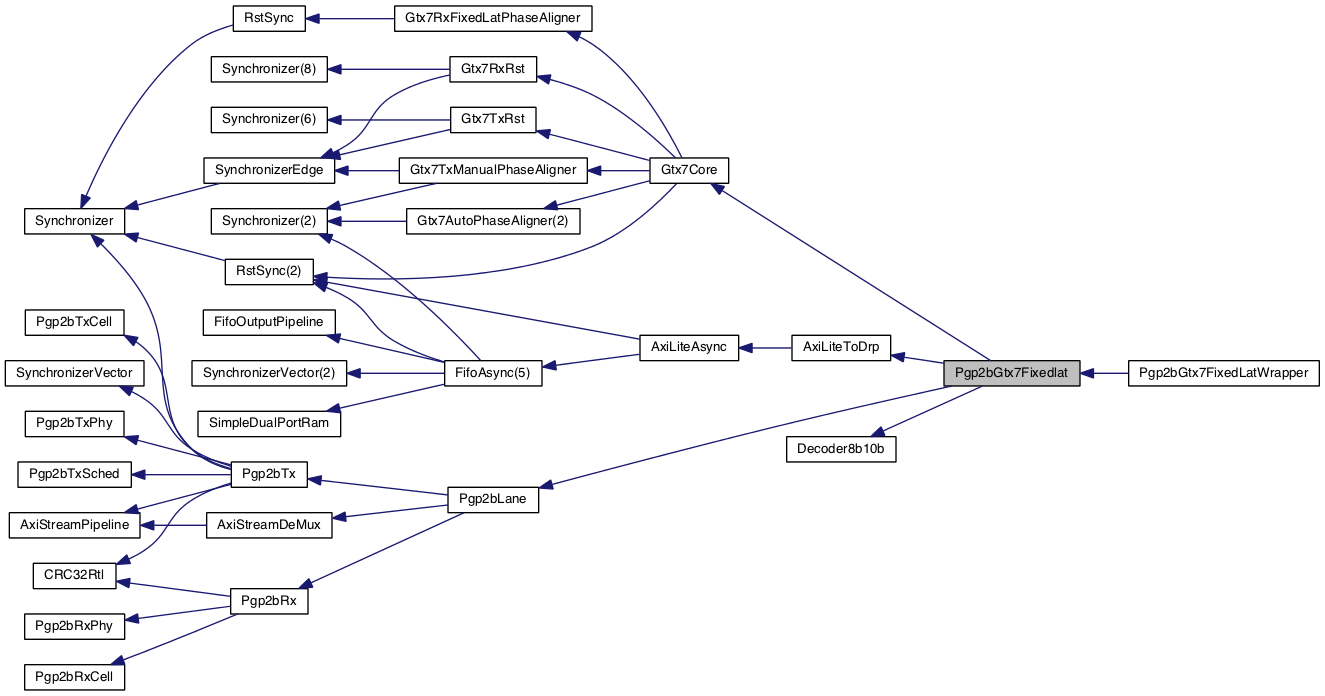 RstSync
Gtx7RxFixedLatPhaseAligner
Synchronizer(8)
Gtx7RxRst
Synchronizer(6)
Gtx7TxRst
SynchronizerEdge
Gtx7TxManualPhaseAligner
Gtx7Core
Synchronizer
Synchronizer(2)
Gtx7AutoPhaseAligner(2)
RstSync(2)
Pgp2bTxCell
FifoOutputPipeline
AxiLiteAsync
AxiLiteToDrp
SynchronizerVector
SynchronizerVector(2)
FifoAsync(5)
Pgp2bGtx7Fixedlat
Pgp2bGtx7FixedLatWrapper
Pgp2bTxPhy
SimpleDualPortRam
Decoder8b10b
Pgp2bTxSched
Pgp2bTx
Pgp2bLane
AxiStreamPipeline
AxiStreamDeMux
CRC32Rtl
Pgp2bRx
Pgp2bRxPhy
Pgp2bRxCell